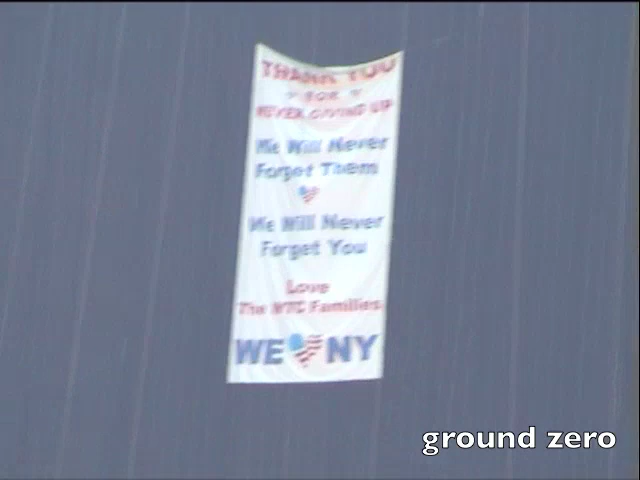 THANK YOU
FOR
NEVER GIVING UP
We Will Never
Forget Them
We Will Never
Forget You
Love
The WTC Families
WE NY
ground zero